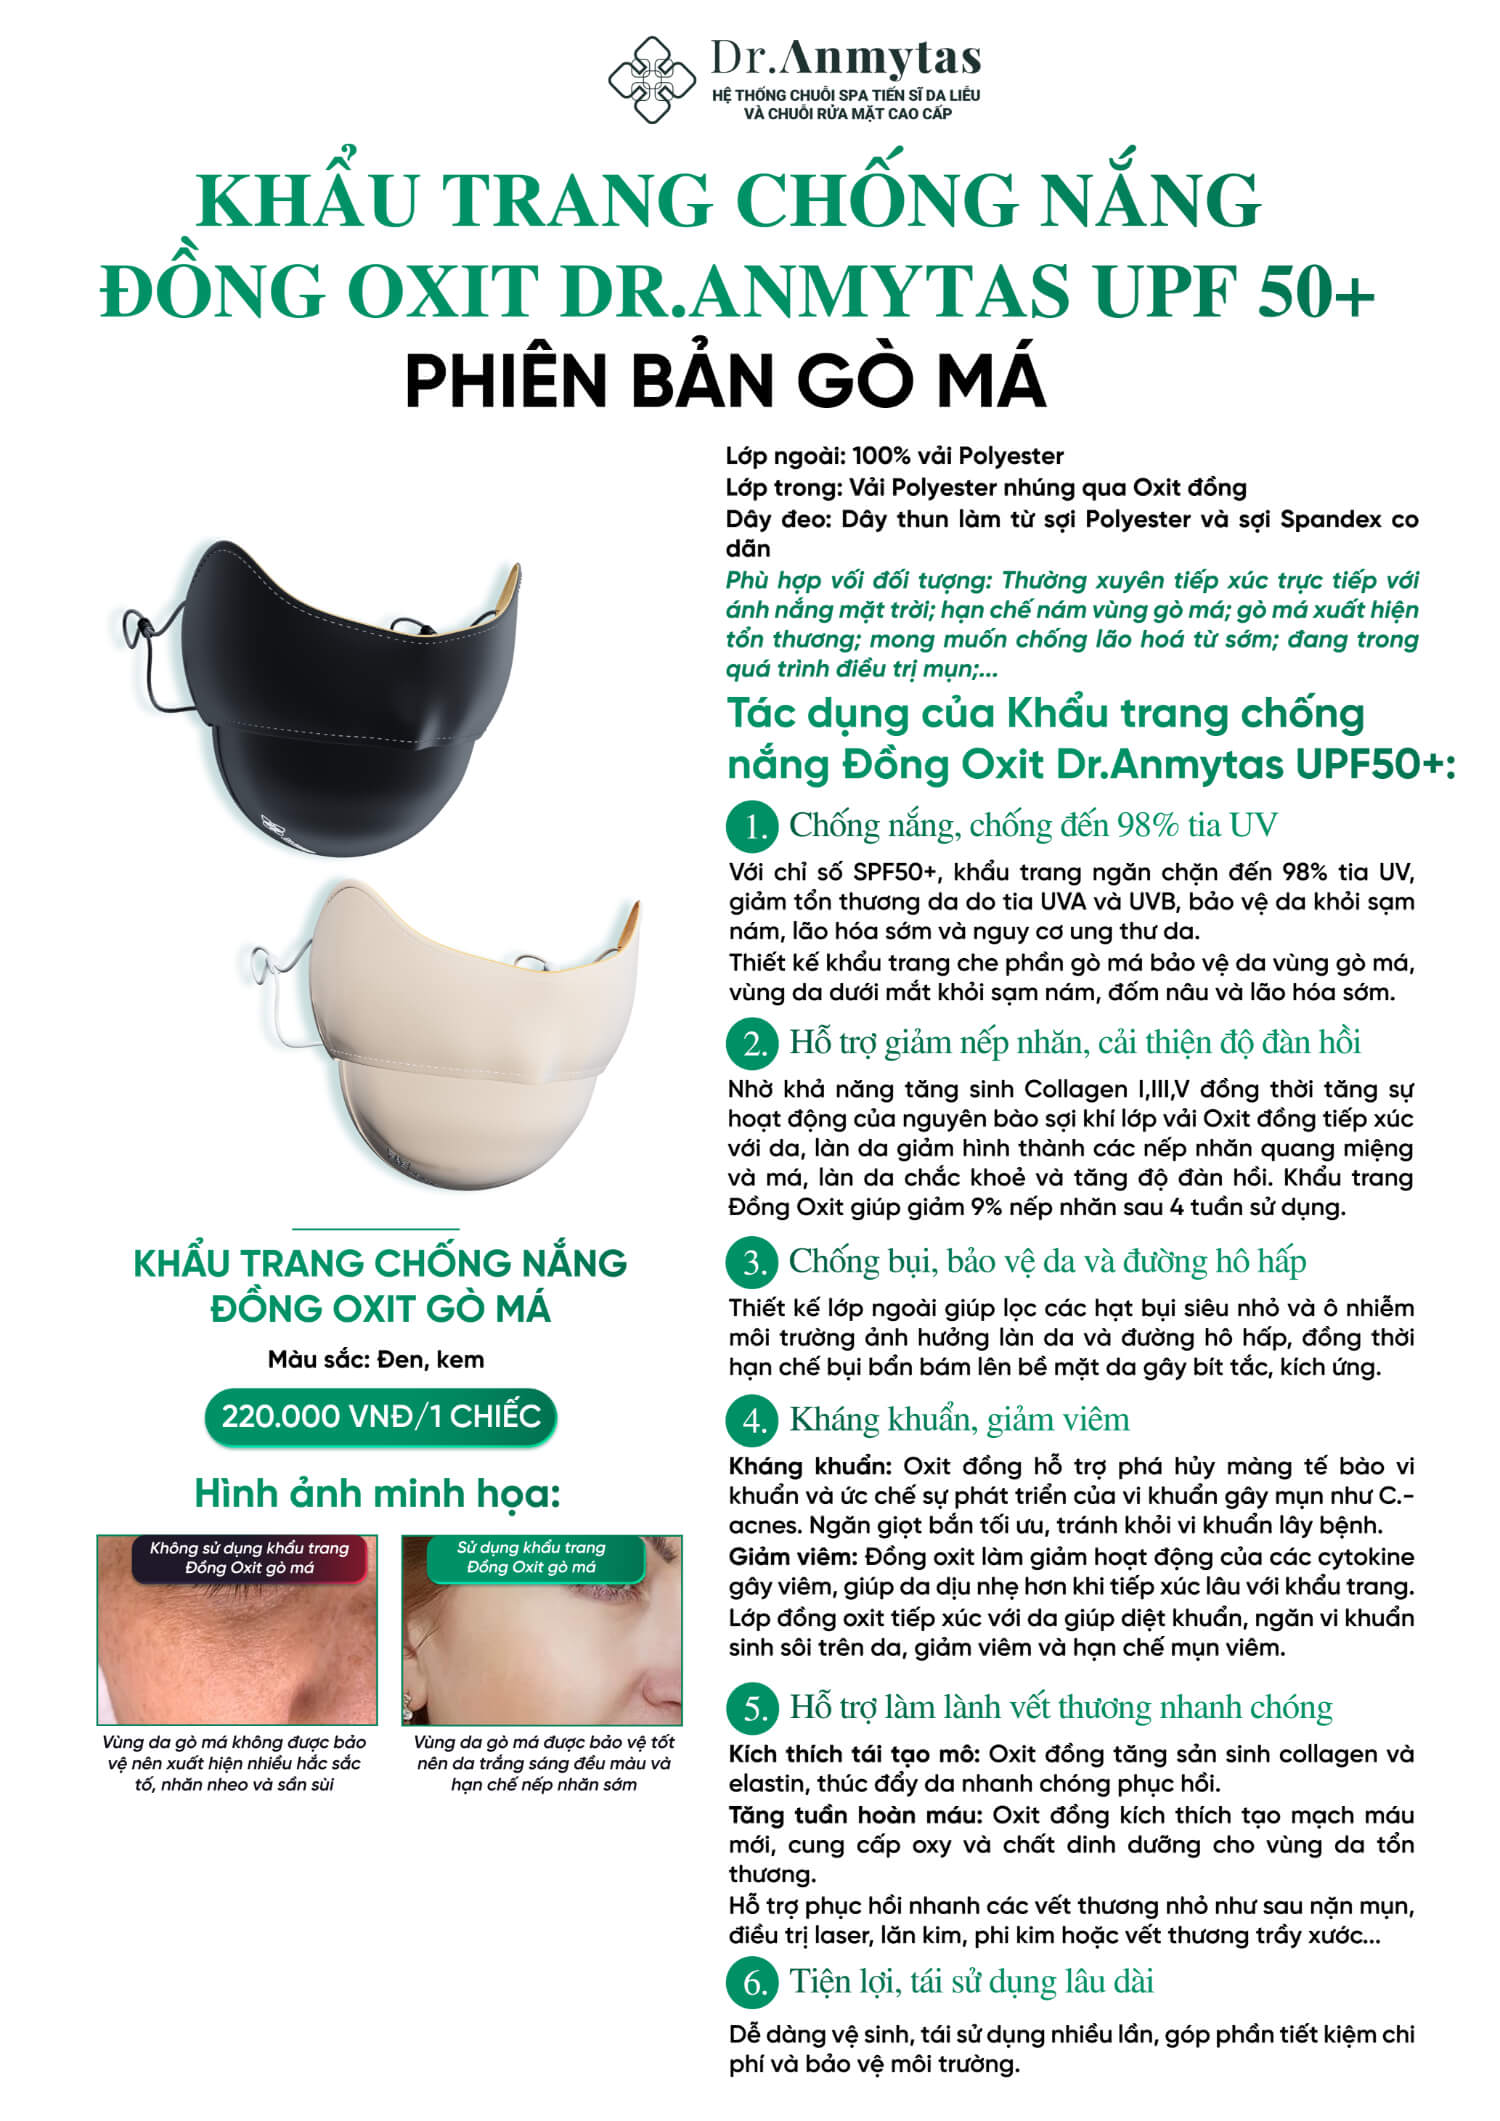 Dr.Anmytas
HỆ THỐNG CHUỖI SPA TIẾN SĨ DA LIỄU
VÀ CHUỖI RỬA MẶT CAO CẤP
KHẨU TRANG CHỐNG NẮNG
ĐỒNG OXIT DR.ANMYTAS UPF 50+
PHIÊN BẢN GÒ MÁ
Lớp ngoài: 100% vải Polyester
Lớp trong: Vải Polyester nhúng qua Oxit đồng
Dây đeo: Dây thun làm từ sợi Polyester và sợi Spandex co
dãn
Phù hợp vối đối tượng: Thường xuyên tiếp xúc trực tiếp với
ánh nắng mặt trời; hạn chế nám vùng gò má; gò má xuất hiện
tổn thương; mong muốn chống lão hoá từ sớm; đang trong
quá trình điều trị mụn;...
Tác dụng của Khẩu trang chống
nắng Đồng Oxit Dr.Anmytas UPF50+:
1. Chống nắng, chống đến 98% tia UV
Với chỉ số SPF50+, khẩu trang ngăn chặn đến 98% tia UV,
giảm tổn thương da do tia UVA và UVB, bảo vệ da khỏi sạm
nám, lão hóa sớm và nguy cơ ung thư da.
Thiết kế khẩu trang che phần gò má bảo vệ da vùng gò má,
vùng da dưới mắt khỏi sạm nám, đốm nâu và lão hóa sớm.
2. Hỗ trợ giảm nếp nhăn, cải thiện độ đàn hồi
Nhờ khả năng tăng sinh Collagen I,III,V đồng thời tăng sự
hoạt động của nguyên bào sợi khí lớp vải Oxit đồng tiếp xúc
với da, làn da giảm hình thành các nếp nhăn quang miệng
và má, làn da chắc khoẻ và tăng độ đàn hồi. Khẩu trang
Đồng Oxit giúp giảm 9% nếp nhăn sau 4 tuần sử dụng.
3. Chống bụi, bảo vệ da và đường hô hấp
Thiết kế lớp ngoài giúp lọc các hạt bụi siêu nhỏ và ô nhiễm
môi trường ảnh hưởng làn da và đường hô hấp, đồng thời
hạn chế bụi bẩn bám lên bề mặt da gây bít tắc, kích ứng.
4. Kháng khuẩn, giảm viêm
Kháng khuẩn: Oxit đồng hỗ trợ phá hủy màng tế bào vi
khuẩn và ức chế sự phát triển của vi khuẩn gây mụn như C.-
acnes. Ngăn giọt bắn tối ưu, tránh khỏi vi khuẩn lây bệnh.
Giảm viêm: Đồng oxit làm giảm hoạt động của các cytokine
gây viêm, giúp da dịu nhẹ hơn khi tiếp xúc lâu với khẩu trang.
Lớp đồng oxit tiếp xúc với da giúp diệt khuẩn, ngăn vi khuẩn
sinh sôi trên da, giảm viêm và hạn chế mụn viêm.
5. Hỗ trợ làm lành vết thương nhanh chóng
Kích thích tái tạo mô: Oxit đồng tăng sản sinh collagen và
elastin, thúc đẩy da nhanh chóng phục hồi.
Tăng tuần hoàn máu: Oxit đồng kích thích tạo mạch máu
mới, cung cấp oxy và chất dinh dưỡng cho vùng da tổn
thương.
Hỗ trợ phục hồi nhanh các vết thương nhỏ như sau nặn mụn,
điều trị laser, lăn kim, phi kim hoặc vết thương trầy xước...
6. Tiện lợi, tái sử dụng lâu dài
Dễ dàng vệ sinh, tái sử dụng nhiều lần, góp phần tiết kiệm chi
phí và bảo vệ môi trường.
KHẨU TRANG CHỐNG NẮNG
ĐỒNG OXIT GÒ MÁ
Màu sắc: Đen, kem
220.000 VNĐ/1 CHIẾC
Hình ảnh minh họa:
Không sử dụng khẩu trang
Đồng Oxit gò má
Vùng da gò má không được bảo
vệ nên xuất hiện nhiều hắc sắc
tố, nhăn nheo và sần sùi
Sử dụng khẩu trang
Đồng Oxit gò má
Vùng da gò má được bảo vệ tốt
nên da trắng sáng đều màu và
hạn chế nếp nhăn sớm